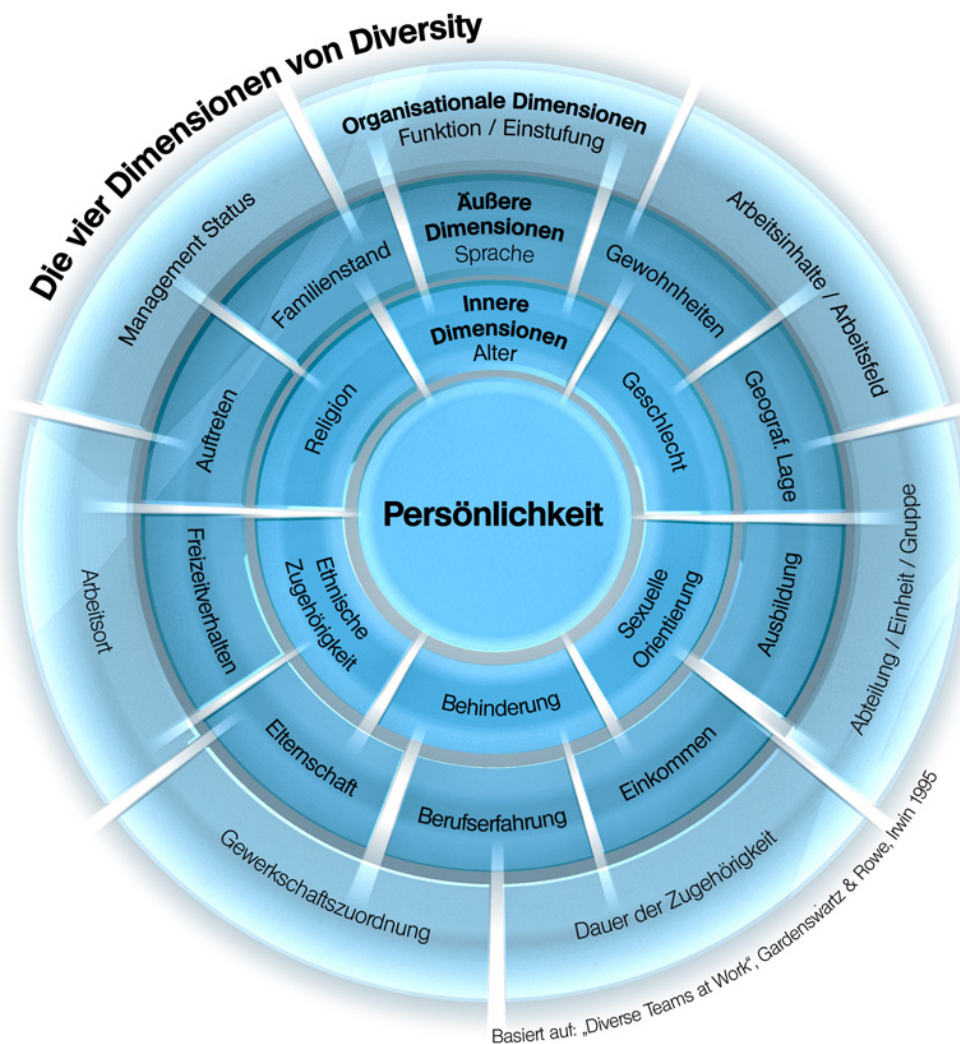 Die vier Dimensionen von Diversity
Organisationale Dimensionen
Funktion / Einstufung
Arbeitsinhalte / Arbeitsfeld
Abteilung / Einheit / Gruppe
Dauer der Zugehörigkeit
Gewerkschaftszuordnung
Arbeitsort
Management Status
Äußere
Dimensionen
Sprache
Gewohnheiten
Geograf. Lage
Ausbildung
Einkommen
Berufserfahrung
Elternschaft
Freizeitverhalten
Auftreten
Familienstand
Innere
Dimensionen
Alter
Geschlecht
Sexuelle
Orientierung
Behinderung
Ethnische
Zugehörigkeit
Religion
Persönlichkeit
Basiert auf: „Diverse Teams at Work“, Gardenswartz & Rowe, Irwin 1995